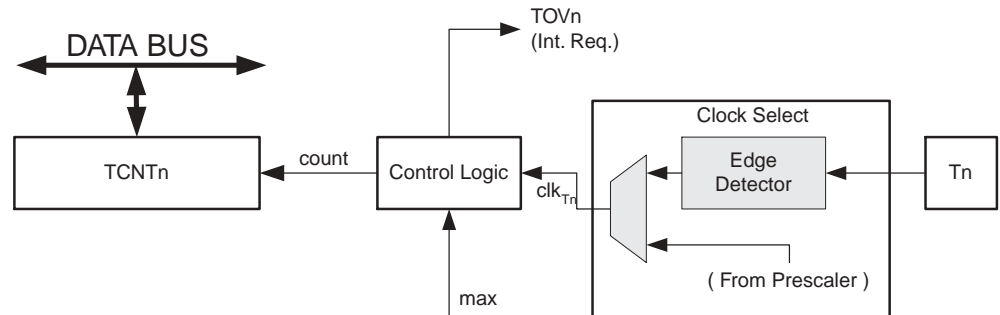 TOVn
(Int. Req.)
DATA BUS
Clock Select
TCNTn
count
Control Logic
clkTn
Edge
Detector
Tn
( From Prescaler )
max